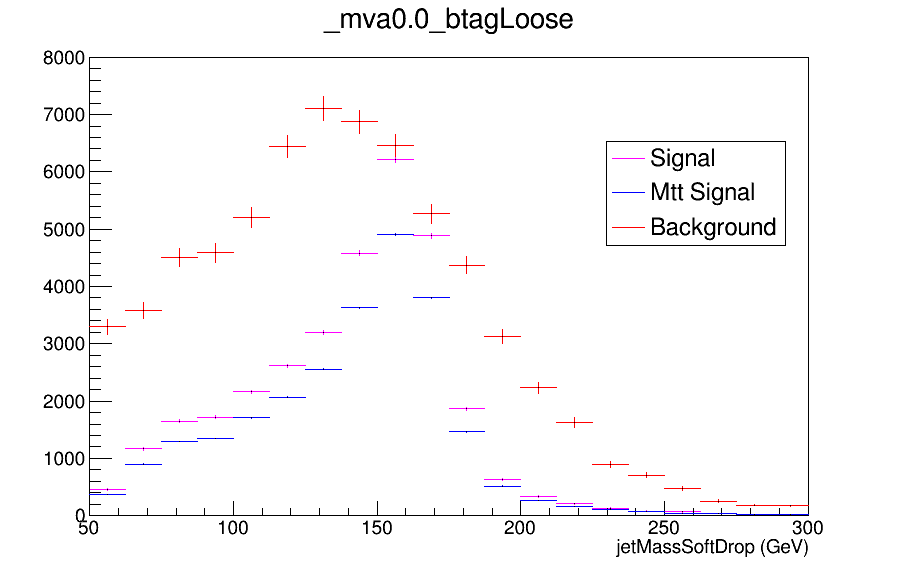 _mva0.0_btagLoose
8000
7000
6000
5000
4000
3000
2000
1000
0
Signal
Mtt Signal
Background
50 100 150 200 250 300
jetMassSoftDrop (GeV)